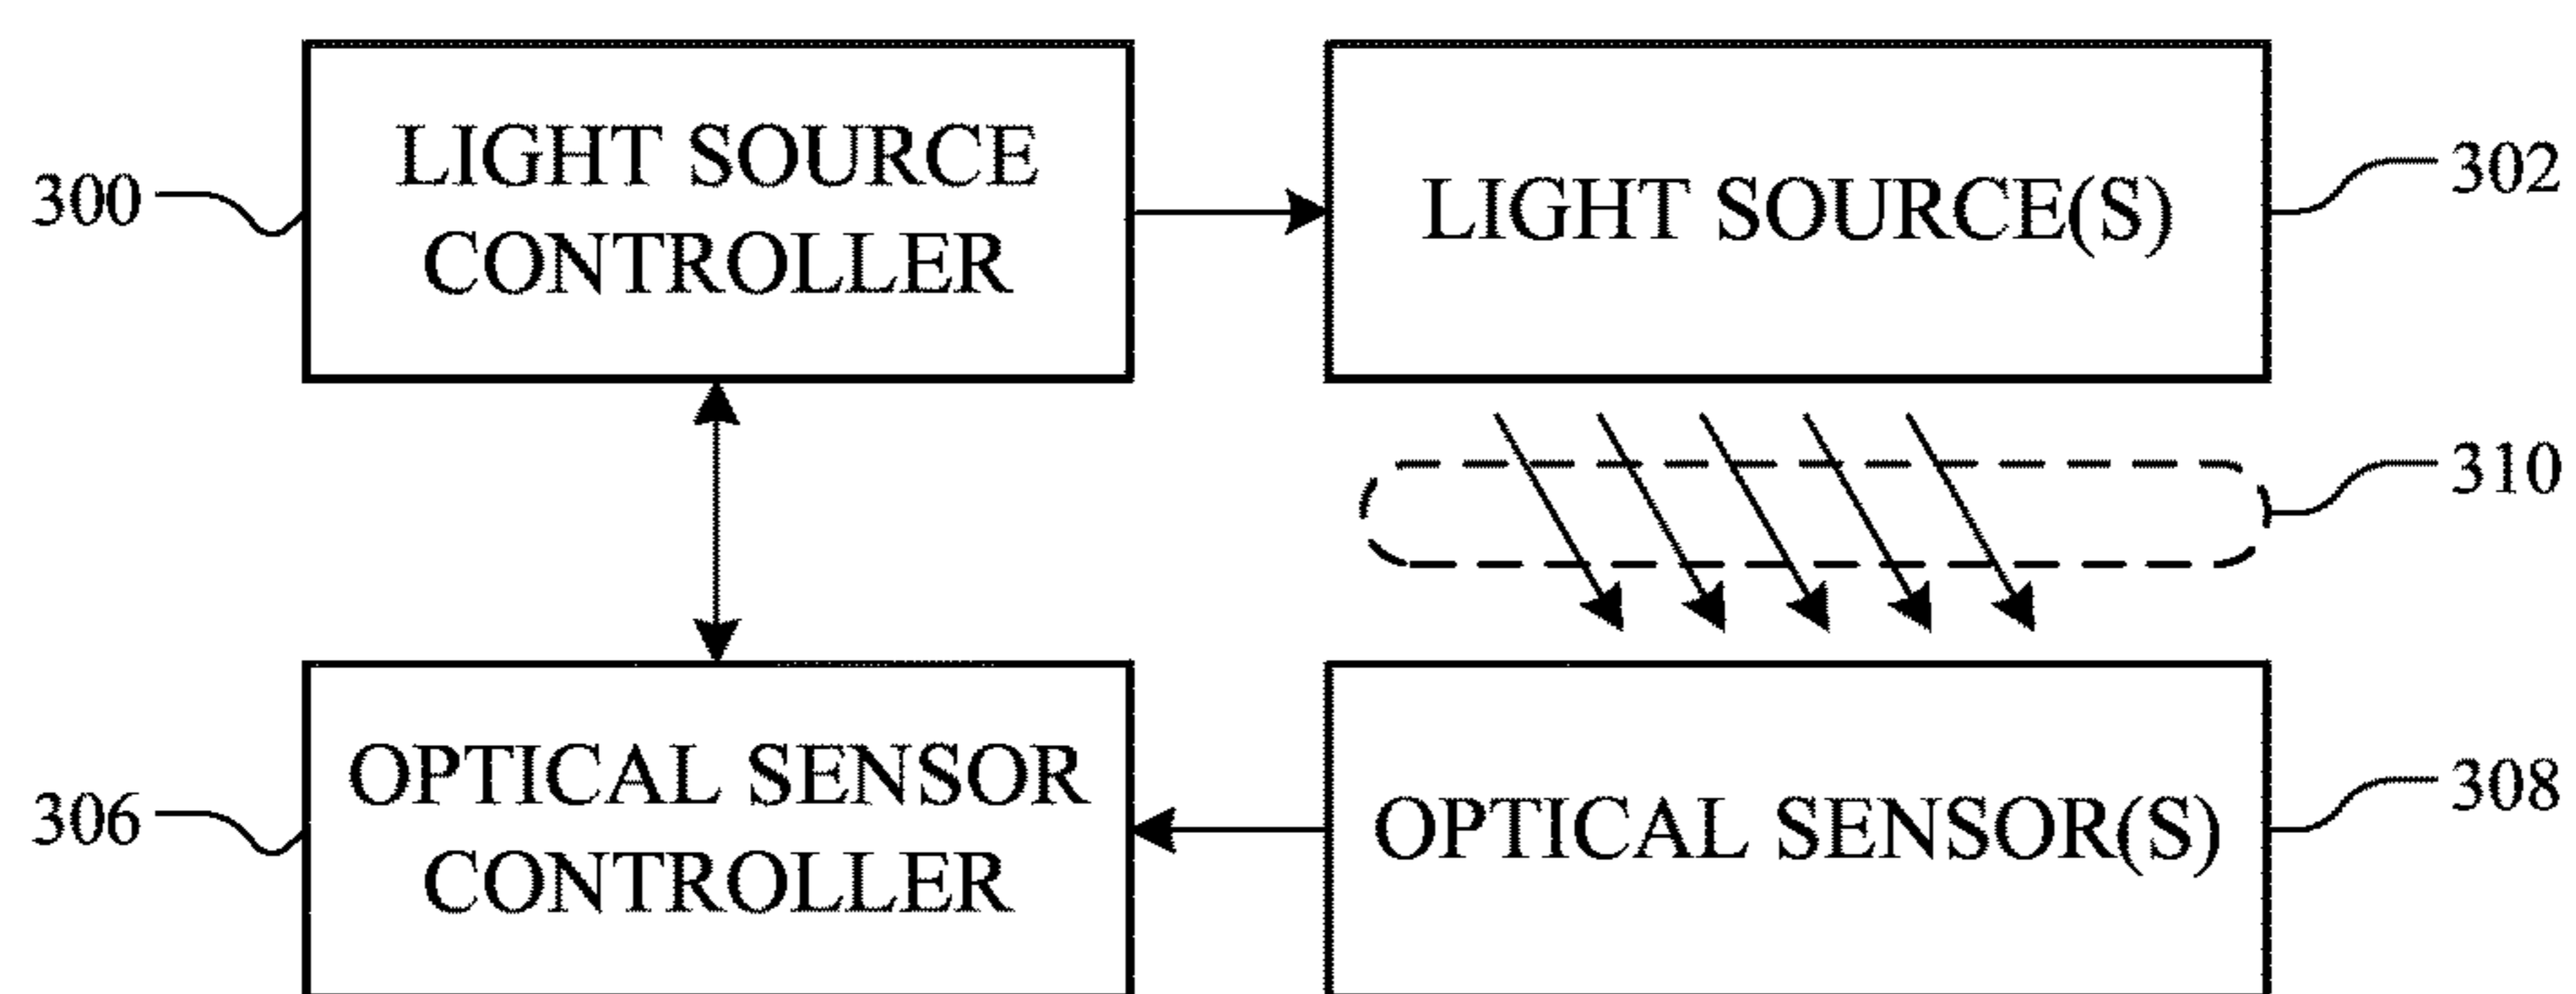 LIGHT SOURCE
CONTROLLER
300
LIGHT SOURCE(S)
302
310
OPTICAL SENSOR
CONTROLLER
306
OPTICAL SENSOR(S)
308